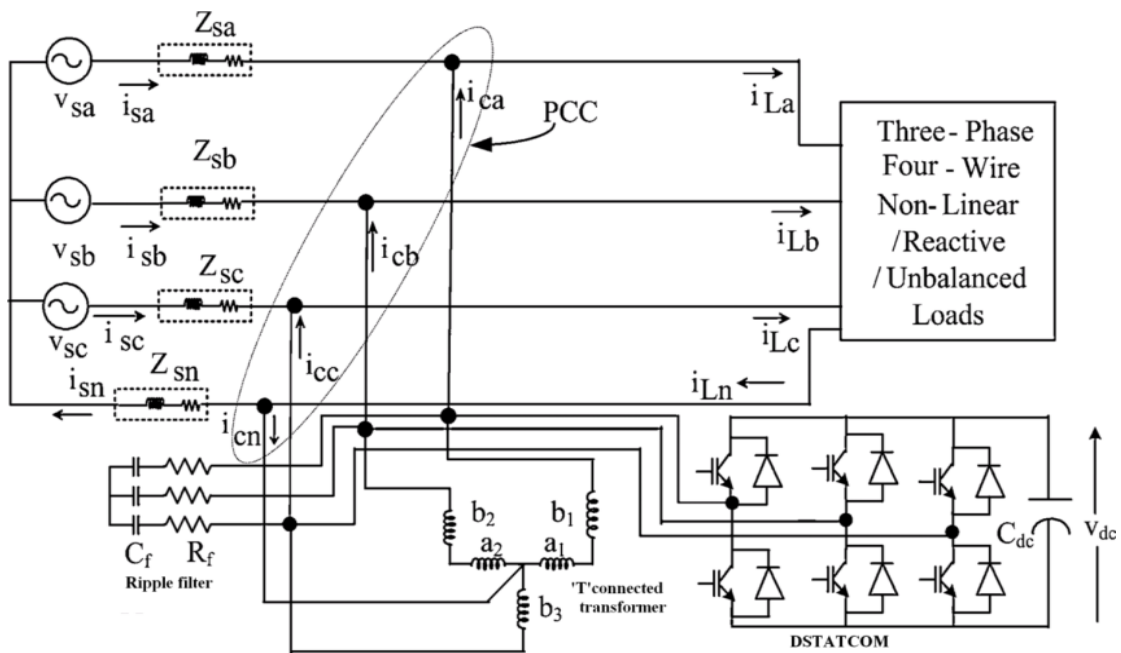 Zsa
vsa
isa
ica
PCC
iLa
Zsb
vsb
isb
icb
iLb
Zsc
vsc
isc
icc
iLc
Zsn
isn
icn
iLn
Three- Phase
Four - Wire
Non- Linear
/Reactive
/ Unbalanced
Loads
Cf
Rf
Ripple filter
b2
b1
a2
a1
b3
'T'connected
transformer
Cdc
vdc
DSTATCOM